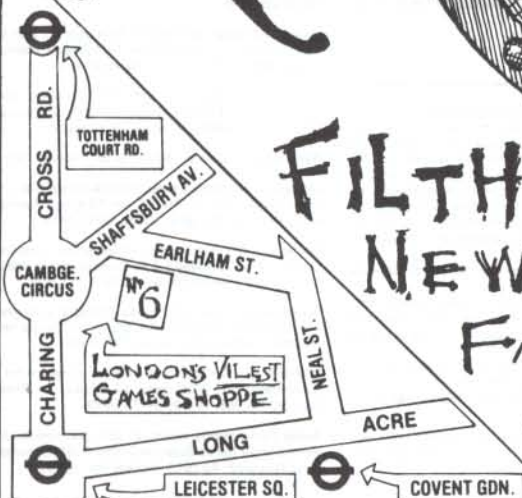 CROSS RD.
TOTTENHAM
COURT RD.
SHAFTSBURY AV.
EARLHAM ST.
CAMBGE.
CIRCUS
Nº 6
LONDON'S VILEST
GAMES SHOPPE
CHARING
NEAL ST.
LONG ACRE
LEICESTER SQ.
COVENT GDN.
FILTH
NEW